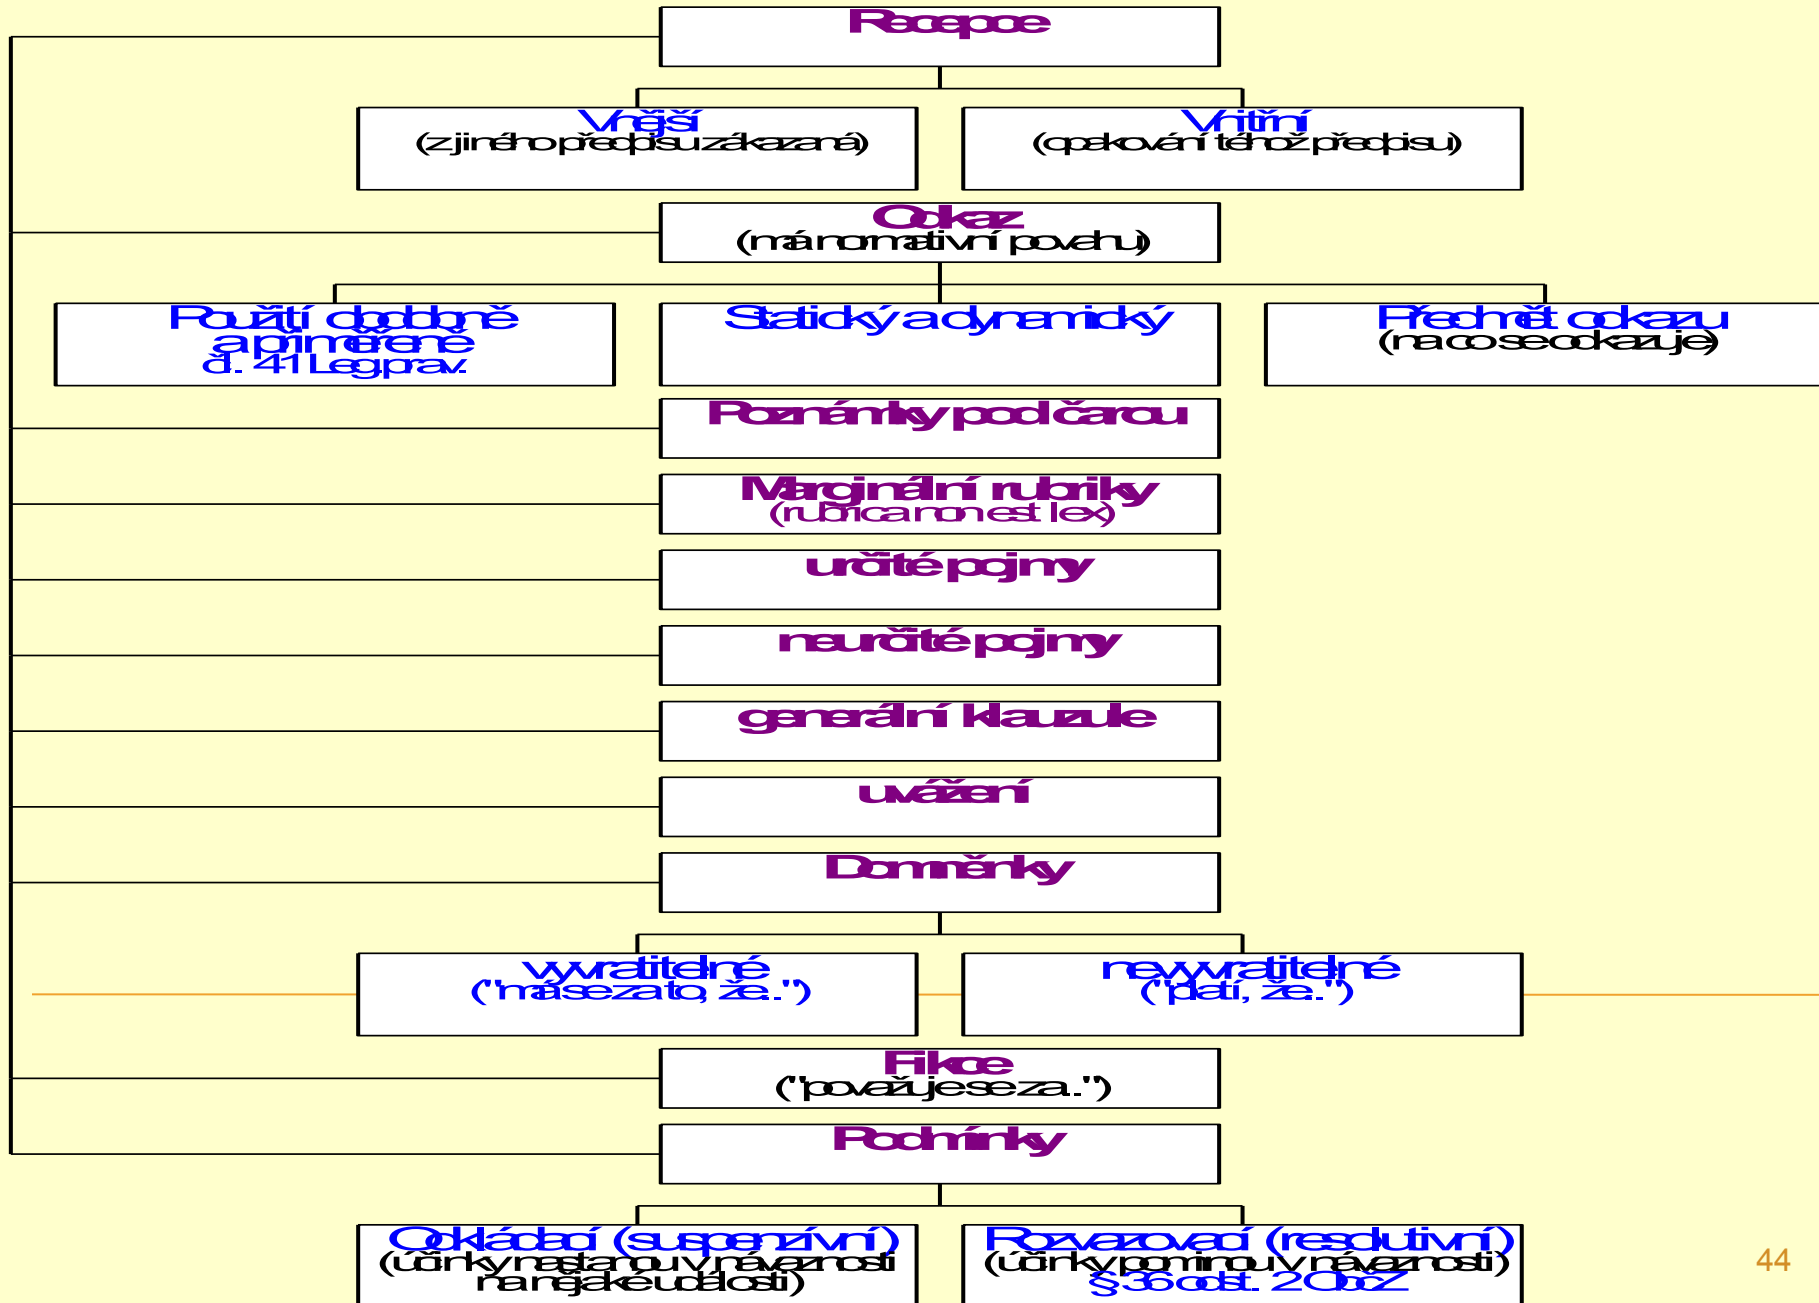 Recepce
Vnější
(z jiného předpisu zákazaná)
Vnitřní
(opakování téhož předpisu)
Odkaz
(má normativní povahu)
Použití obdobně
a přiměřeně
čl. 41 Leg.prav.
Statický a dynamický
Předmět odkazu
(na co se odkazuje)
Poznámky pod čarou
Marginální rubriky
(rubrica non est lex)
určité pojmy
neurčité pojmy
generální klauzule
uvážení
Domněnky
vyvratitelné
("má se za to, že..")
nevyvratitelné
("platí, že..")
Fikce
("považuje se za..")
Podmínky
Odkládací (suspenzívní)
(účinky nastanou v návaznosti
na nějaké události)
Rozvazovací (resolutivní)
(účinky pominou v návaznosti)
§ 36 odst. 2 ObčZ
44